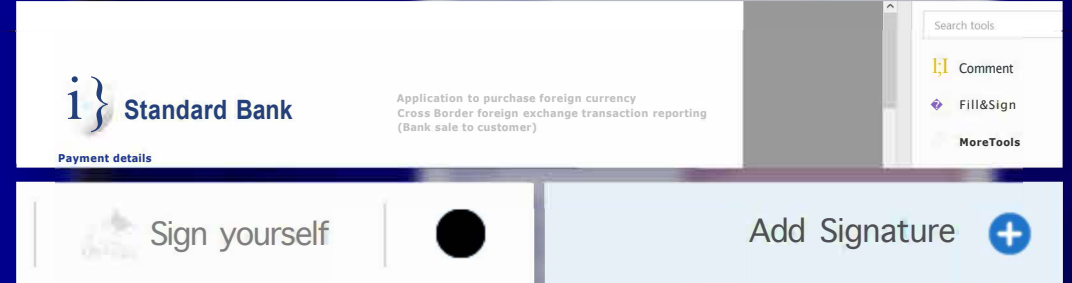 Search tools
Comment
Fill&Sign
MoreTools
Standard Bank
Application to purchase foreign currency
Cross Border foreign exchange transaction reporting
(Bank sale to customer)
Payment details
Sign yourself
Add Signature